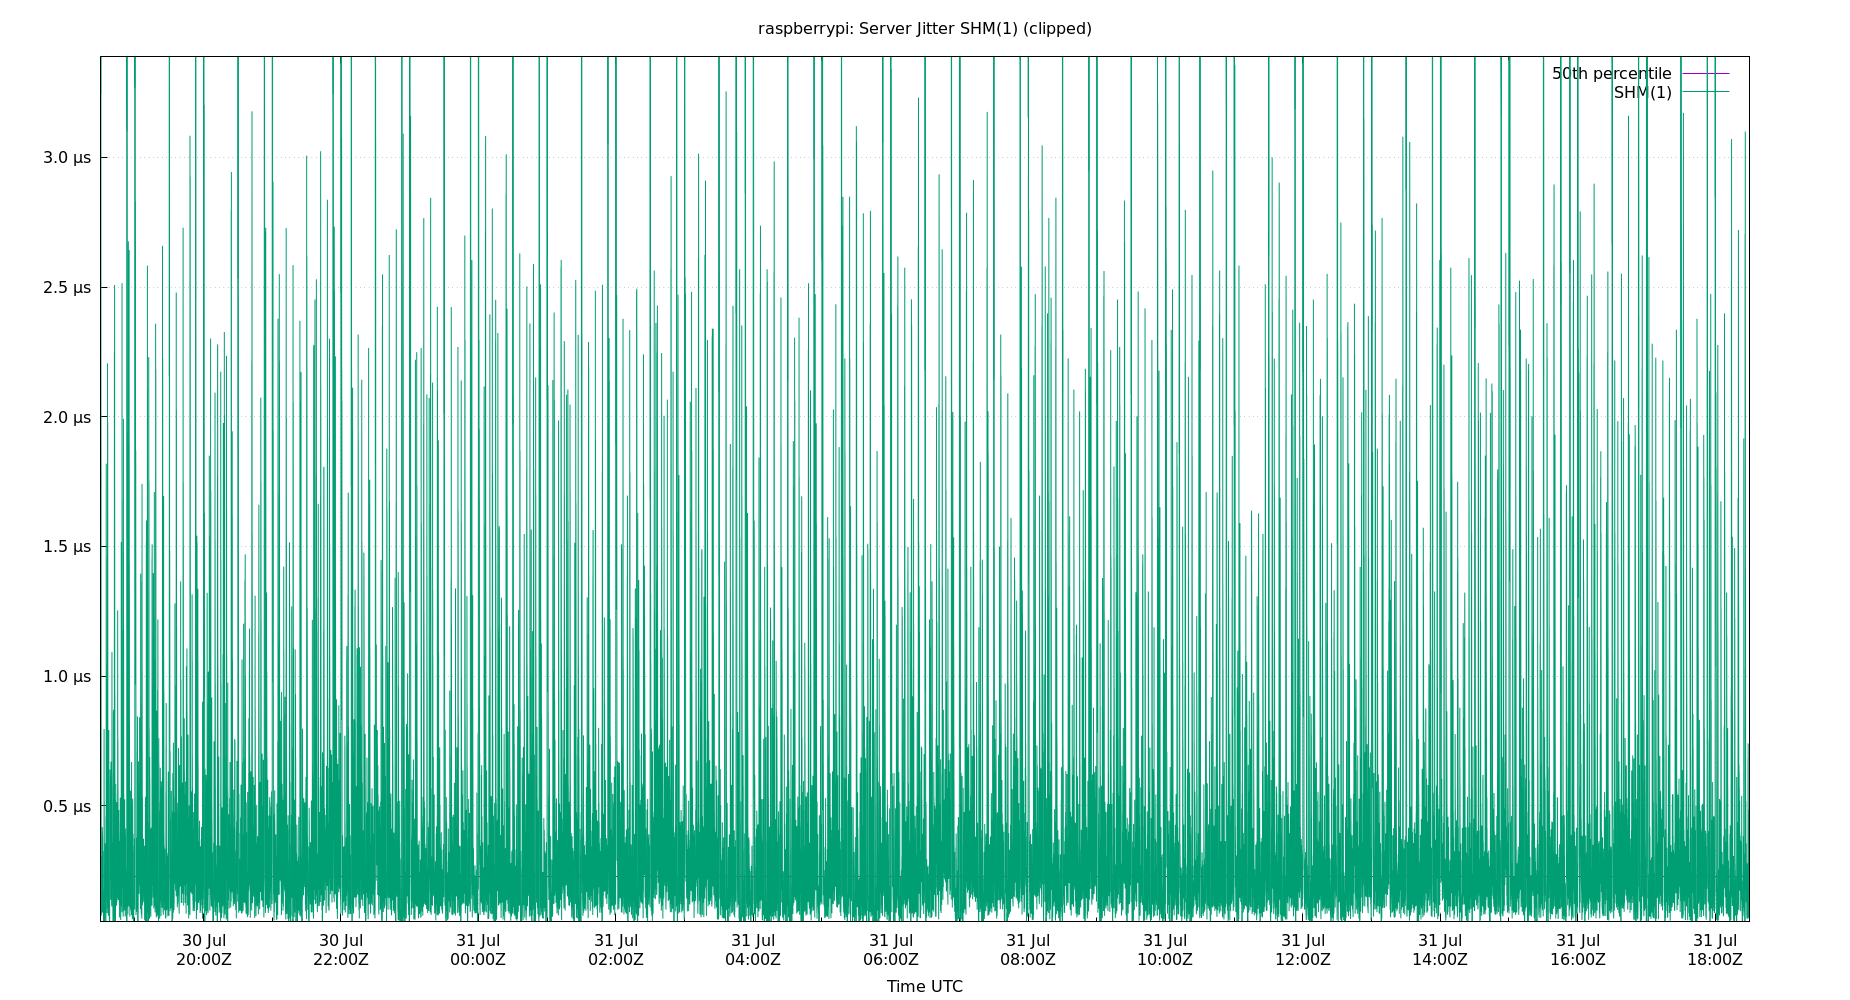 raspberrypi: Server Jitter SHM(1) (clipped)
50th percentile
SHM(1)
3.0 µs
2.5 µs
2.0 µs
1.5 µs
1.0 µs
0.5 µs
30 Jul 30 Jul 31 Jul 31 Jul 31 Jul 31 Jul 31 Jul 31 Jul 31 Jul 31 Jul 31 Jul 31 Jul
20:00Z 22:00Z 00:00Z 02:00Z 04:00Z 06:00Z 08:00Z 10:00Z 12:00Z 14:00Z 16:00Z 18:00Z
Time UTC